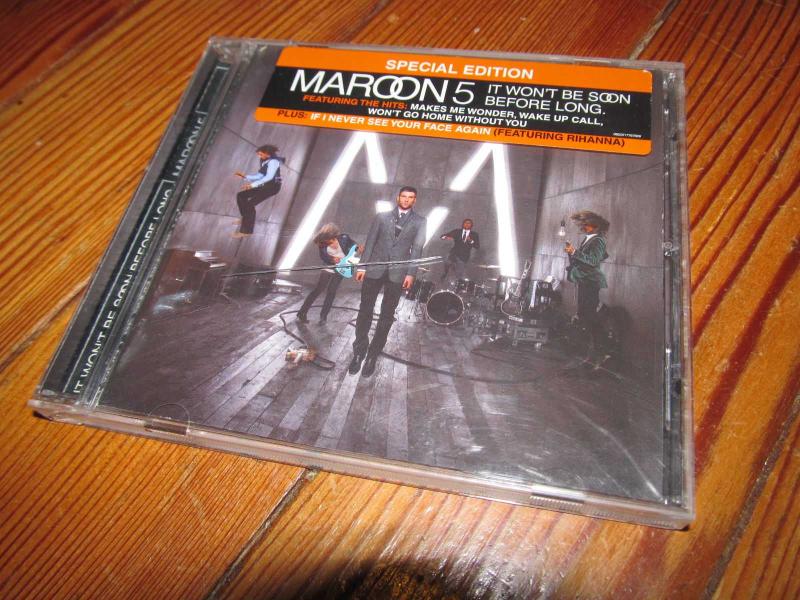 SPECIAL EDITION
MAROON 5 IT WON'T BE SOON
BEFORE LONG.
FEATURING THE HITS: MAKES ME WONDER, WAKE UP CALL,
WON'T GO HOME WITHOUT YOU
PLUS: IF I NEVER SEE YOUR FACE AGAIN (FEATURING RIHANNA)
IT WON'T BE SOON BEFORE LONG. MAROON 5